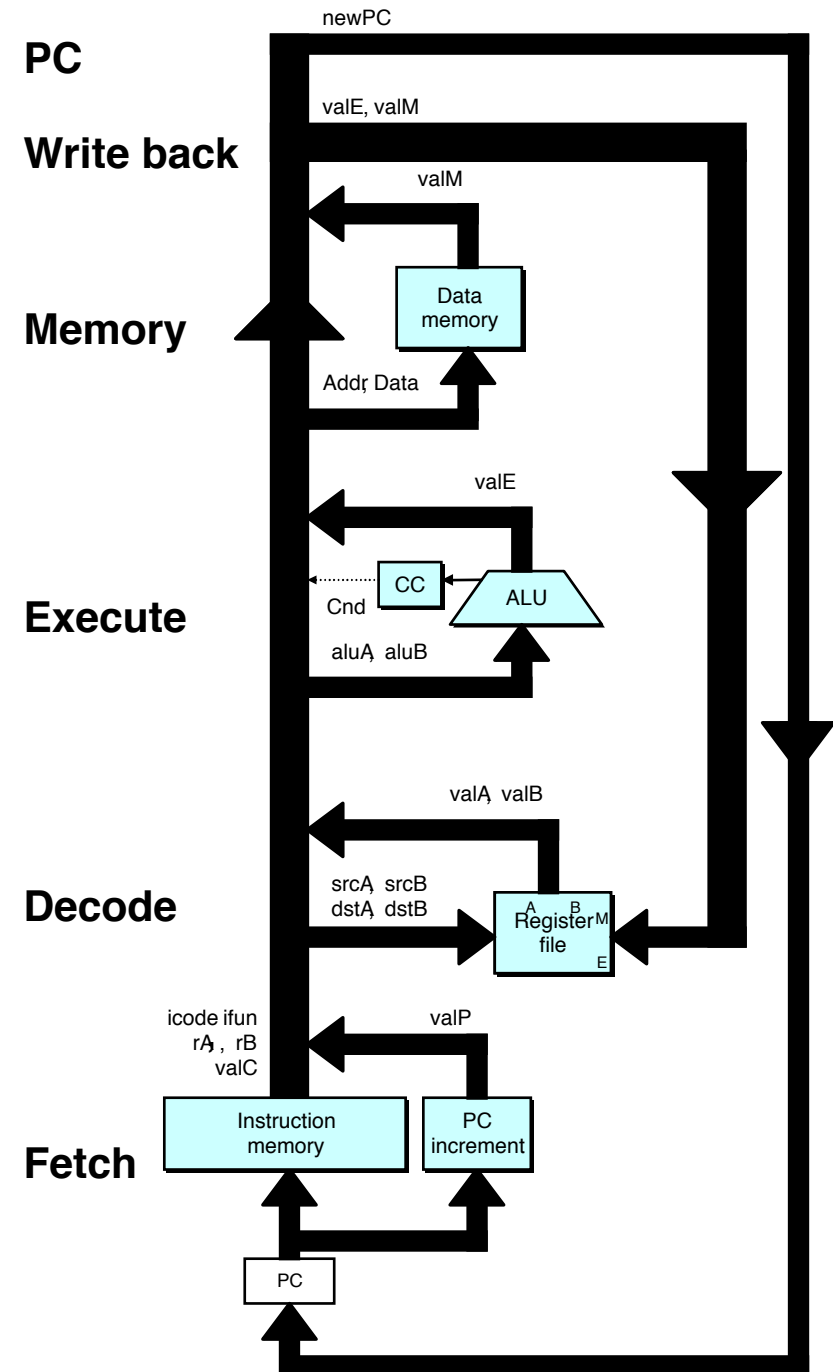 newPC
PC
valE, valM
Write back
valM
Data
memory
Memory
Addr, Data
valE
CC
ALU
Cnd
Execute
aluA, aluB
valA, valB
srcA, srcB
dstA, dstB
Decode
A B
Register M
file
E
icode ifun
rA, , rB
valC
valP
Instruction
memory
PC
increment
Fetch
PC